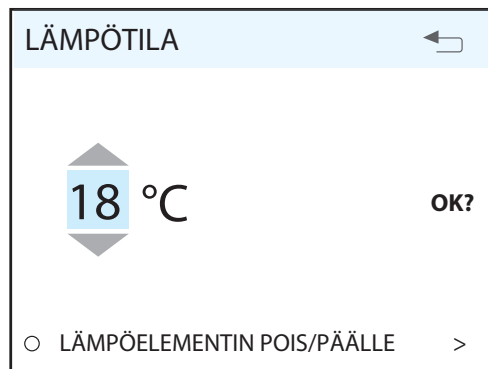 LÄMPÖTILA
18 °C
OK?
LÄMPÖELEMENTIN POIS/PÄÄLLE >